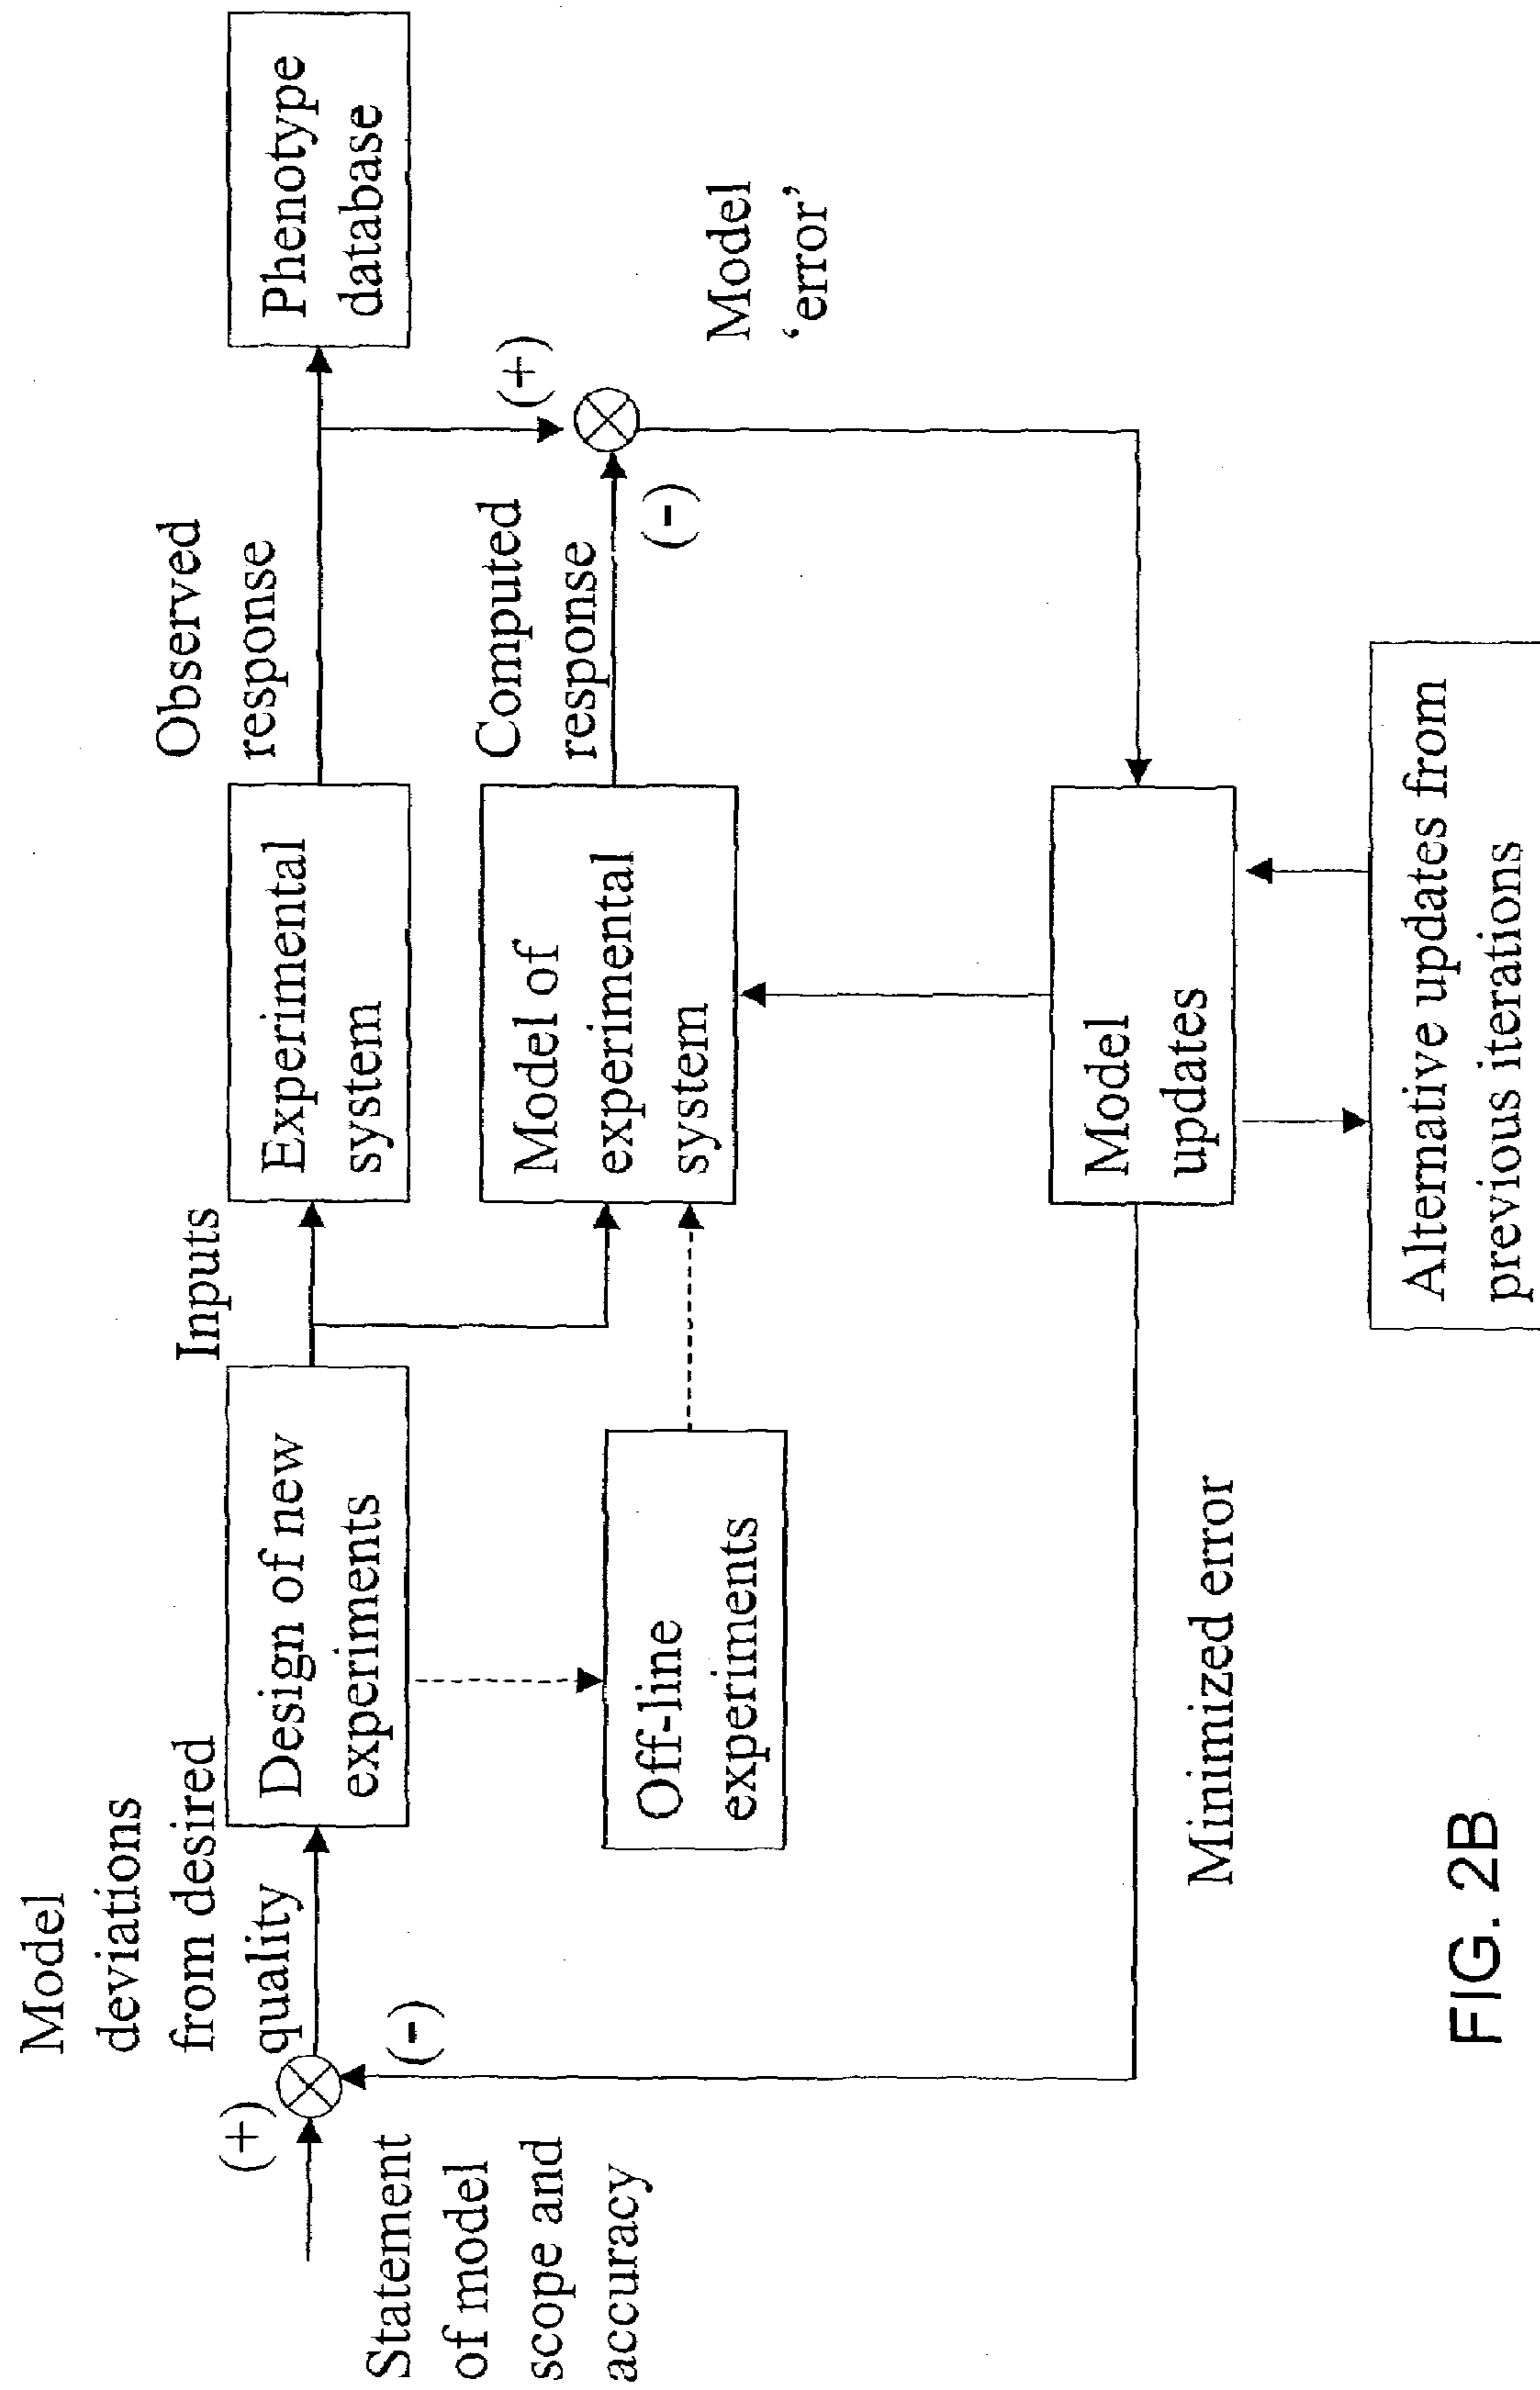 Model
deviations
from desired
quality
(+)
(-)
Statement
of model
scope and
accuracy
Design of new
experiments
Off-line
experiments
Inputs
Experimental
system
Model of
experimental
system
Observed
response
Computed
response
(+)
(-)
Phenotype
database
Model
‘error’
Model
updates
Minimized error
Alternative updates from
previous iterations
FIG. 2B